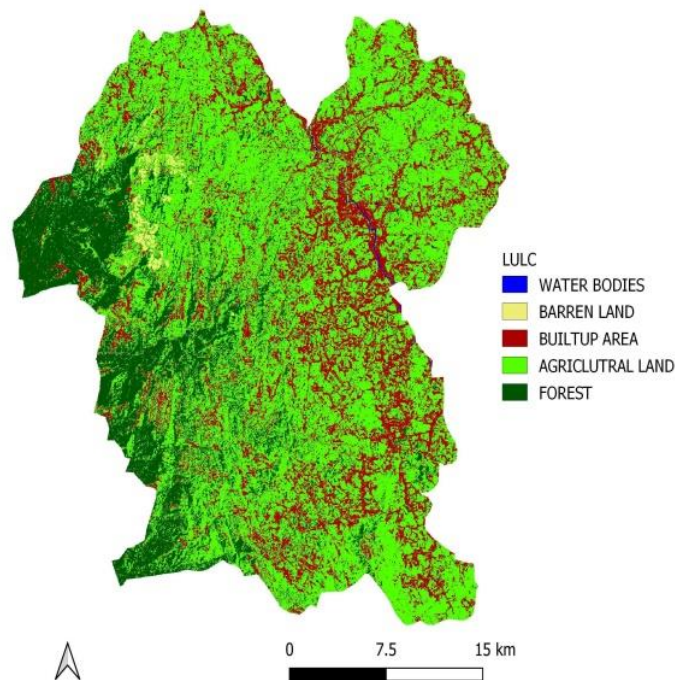 LULC
WATER BODIES
BARREN LAND
BUILTUP AREA
AGRICLUTRAL LAND
FOREST
0 7.5 15 km